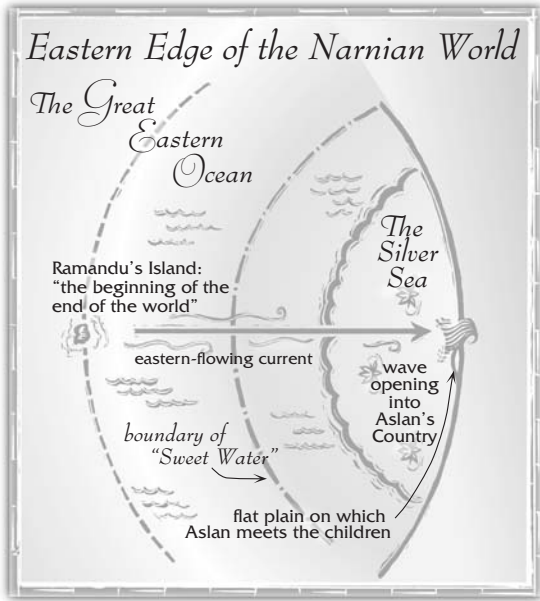 Eastern Edge of the Narnian World
The Great
Eastern
Ocean
The
Silver
Sea
Ramandu's Island:
"the beginning of the
end of the world"
eastern-flowing current
wave
opening
into
Aslan's
Country
boundary of
"Sweet Water"
flat plain on which
Aslan meets the children